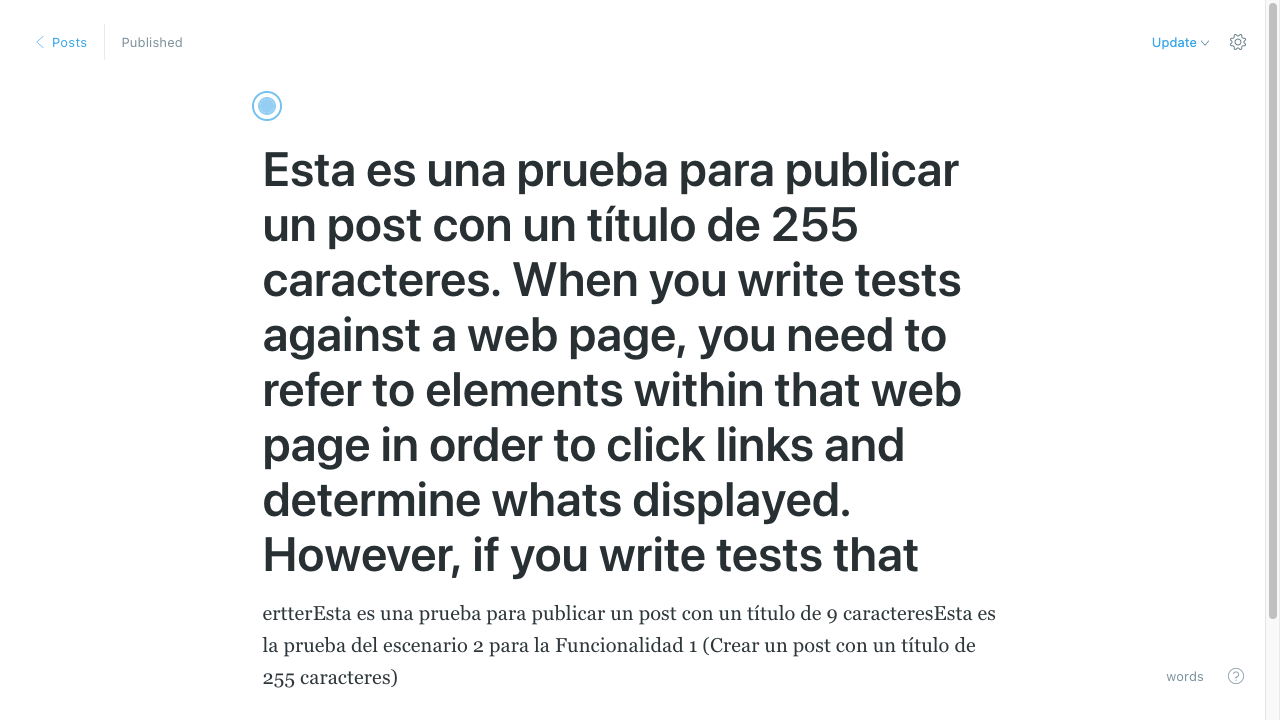 Posts
Published
Update
Esta es una prueba para publicar
un post con un título de 255
caracteres. When you write tests
against a web page, you need to
refer to elements within that web
page in order to click links and
determine whats displayed.
However, if you write tests that
ertterEsta es una prueba para publicar un post con un título de 9 caracteresEsta es
la prueba del escenario 2 para la Funcionalidad 1 (Crear un post con un título de
255 caracteres)
words